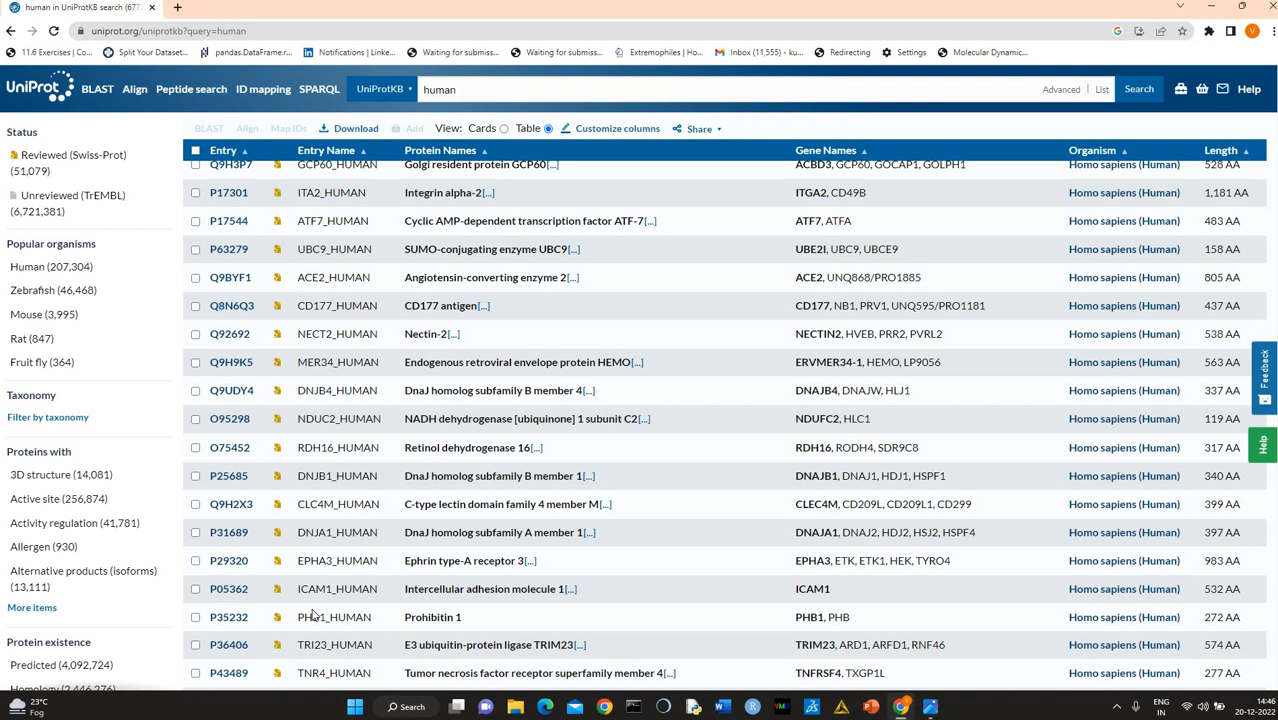 human in UniProtKB search (677
uniprot.org/uniprotkb?query=human
11.6 Exercises | Co...
Split Your Dataset...
pandas.DataFrame.r...
Notifications | Linke...
Waiting for submiss...
Waiting for submiss...
Extremophiles | Ho...
Inbox (11,555) - ku...
Redirecting
Settings
Molecular Dynamic...
UniProt
BLAST
Align
Peptide search
ID mapping
SPARQL
UniProtKB
human
Advanced | List
Search
Help
Status
Reviewed (Swiss-Prot)
(51,079)
Unreviewed (TrEMBL)
(6,721,381)
Popular organisms
Human (207,304)
Zebrafish (46,468)
Mouse (3,995)
Rat (847)
Fruit fly (364)
Taxonomy
Filter by taxonomy
Proteins with
3D structure (14,081)
Active site (256,874)
Activity regulation (41,781)
Allergen (930)
Alternative products (isoforms)
(13,111)
More items
Protein existence
Predicted (4,092,724)
Homology (2,446,276)
BLAST Align Map IDs Download Add View: Cards Table Customize columns Share
Entry Entry Name Protein Names Gene Names Organism Length
Q9H3P7 GCP60_HUMAN Golgi resident protein GCP60[...] ACBD3, GCP60, GOCAP1, GOLPH1 Homo sapiens (Human) 528 AA
P17301 ITA2_HUMAN Integrin alpha-2[...] ITGA2, CD49B Homo sapiens (Human) 1,181 AA
P17544 ATF7_HUMAN Cyclic AMP-dependent transcription factor ATF-7[...] ATF7, ATFA Homo sapiens (Human) 483 AA
P63279 UBC9_HUMAN SUMO-conjugating enzyme UBC9[...] UBE2I, UBC9, UBCE9 Homo sapiens (Human) 158 AA
Q9BYF1 ACE2_HUMAN Angiotensin-converting enzyme 2[...] ACE2, UNQ868/PRO1885 Homo sapiens (Human) 805 AA
Q8N6Q3 CD177_HUMAN CD177 antigen[...] CD177, NB1, PRV1, UNQ595/PRO1181 Homo sapiens (Human) 437 AA
Q92692 NECT2_HUMAN Nectin-2[...] NECTIN2, HVEB, PRR2, PVRL2 Homo sapiens (Human) 538 AA
Q9H9K5 MER34_HUMAN Endogenous retroviral envelope protein HEMO[...] ERVMER34-1, HEMO, LP9056 Homo sapiens (Human) 563 AA
Q9UDY4 DNJB4_HUMAN DnaJ homolog subfamily B member 4[...] DNAJB4, DNAJW, HLJ1 Homo sapiens (Human) 337 AA
O95298 NDUC2_HUMAN NADH dehydrogenase [ubiquinone] 1 subunit C2[...] NDUFC2, HLC1 Homo sapiens (Human) 119 AA
O75452 RDH16_HUMAN Retinol dehydrogenase 16[...] RDH16, RODH4, SDR9C8 Homo sapiens (Human) 317 AA
P25685 DNJB1_HUMAN DnaJ homolog subfamily B member 1[...] DNAJB1, DNAJ1, HDJ1, HSPF1 Homo sapiens (Human) 340 AA
Q9H2X3 CLC4M_HUMAN C-type lectin domain family 4 member M[...] CLEC4M, CD209L, CD209L1, CD299 Homo sapiens (Human) 399 AA
P31689 DNJA1_HUMAN DnaJ homolog subfamily A member 1[...] DNAJA1, DNAJ2, HDJ2, HSJ2, HSPF4 Homo sapiens (Human) 397 AA
P29320 EPHA3_HUMAN Ephrin type-A receptor 3[...] EPHA3, ETK, ETK1, HEK, TYRO4 Homo sapiens (Human) 983 AA
P05362 ICAM1_HUMAN Intercellular adhesion molecule 1[...] ICAM1 Homo sapiens (Human) 532 AA
P35232 PHB1_HUMAN Prohibitin 1 PHB1, PHB Homo sapiens (Human) 272 AA
P36406 TRI23_HUMAN E3 ubiquitin-protein ligase TRIM23[...] TRIM23, ARD1, ARFD1, RNF46 Homo sapiens (Human) 574 AA
P43489 TNR4_HUMAN Tumor necrosis factor receptor superfamily member 4[...] TNFRSF4, TXGP1L Homo sapiens (Human) 277 AA
Feedback
Help
23°C
Fog
Search
ENG
IN
14:46
20-12-2022